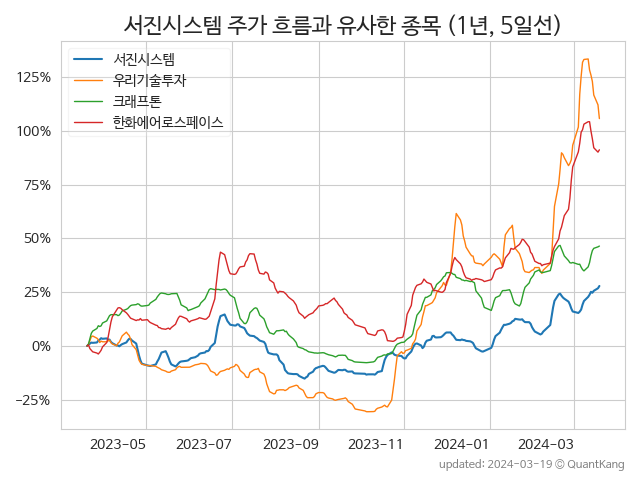 서진시스템 주가 흐름과 유사한 종목 (1년, 5일선)
서진시스템
우리기술투자
크래프톤
한화에어로스페이스
125%
100%
75%
50%
25%
0%
−25%
2023-05 2023-07 2023-09 2023-11 2024-01 2024-03
updated: 2024-03-19 © QuantKang